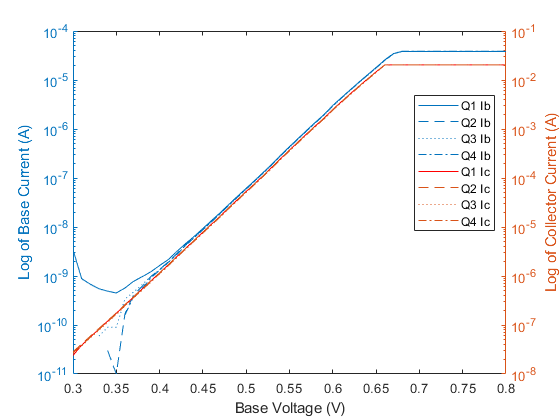 10^-4
10^-5
10^-6
10^-7
10^-8
10^-9
10^-10
10^-11
Log of Base Current (A)
10^-1
10^-2
10^-3
10^-4
10^-5
10^-6
10^-7
10^-8
Log of Collector Current (A)
Q1 Ib
Q2 Ib
Q3 Ib
Q4 Ib
Q1 Ic
Q2 Ic
Q3 Ic
Q4 Ic
0.3 0.35 0.4 0.45 0.5 0.55 0.6 0.65 0.7 0.75 0.8
Base Voltage (V)